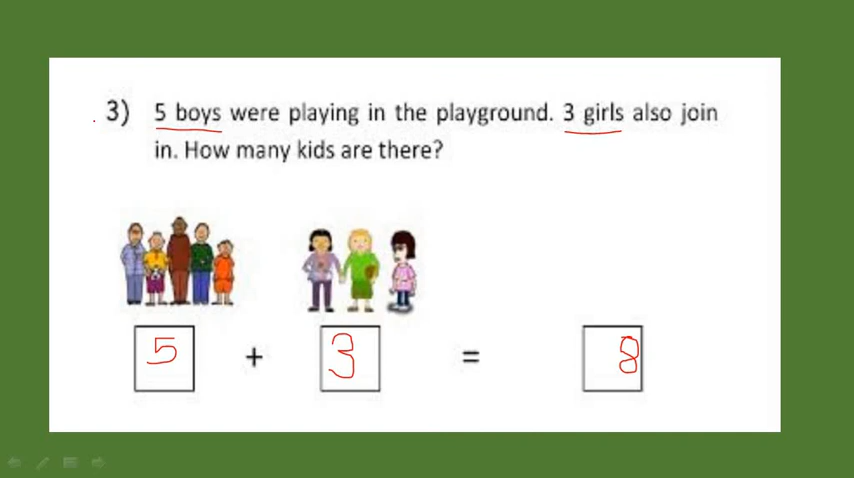 3) 5 boys were playing in the playground. 3 girls also join
in. How many kids are there?
5 + 3 = 8